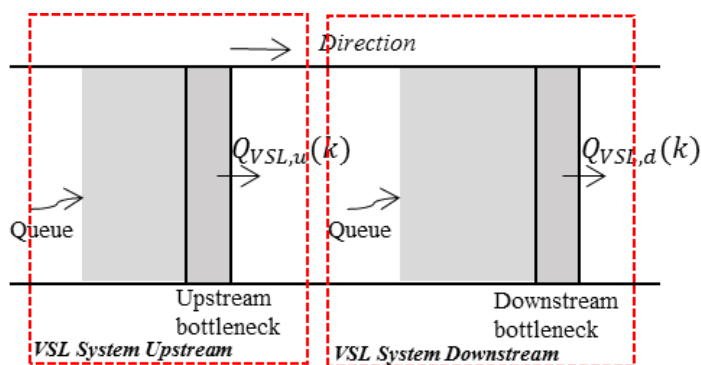 Direction
Q_{VSL,u}(k)
Q_{VSL,d}(k)
Queue
Queue
Upstream
bottleneck
Downstream
bottleneck
VSL System Upstream
VSL System Downstream